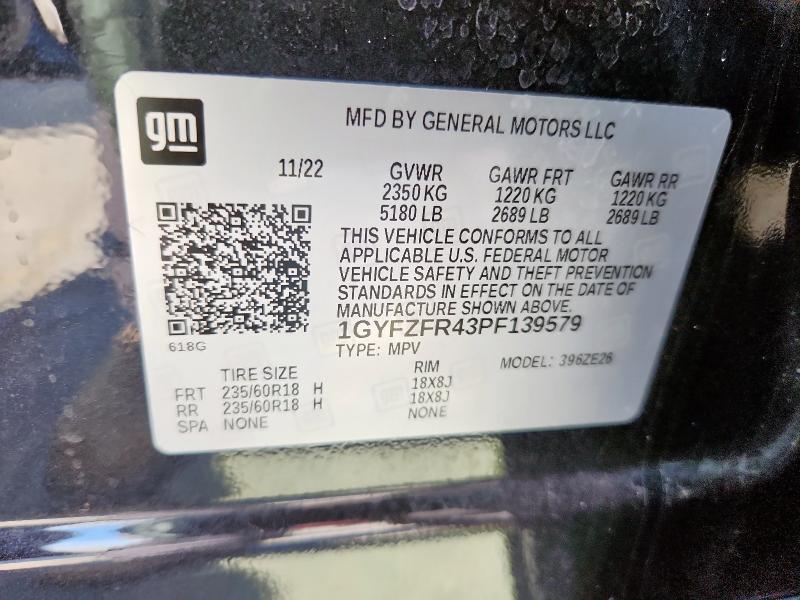 gm
MFD BY GENERAL MOTORS LLC
11/22 GVWR GAWR FRT GAWR RR
2350 KG 1220 KG 1220 KG
5180 LB 2689 LB 2689 LB
THIS VEHICLE CONFORMS TO ALL
APPLICABLE U.S. FEDERAL MOTOR
VEHICLE SAFETY AND THEFT PREVENTION
STANDARDS IN EFFECT ON THE DATE OF
MANUFACTURE SHOWN ABOVE.
1GYFZFR43PF139579
618G
TYPE: MPV MODEL: 396ZE26
TIRE SIZE RIM
FRT 235/60R18 H 18X8J
RR 235/60R18 H 18X8J
SPA NONE NONE